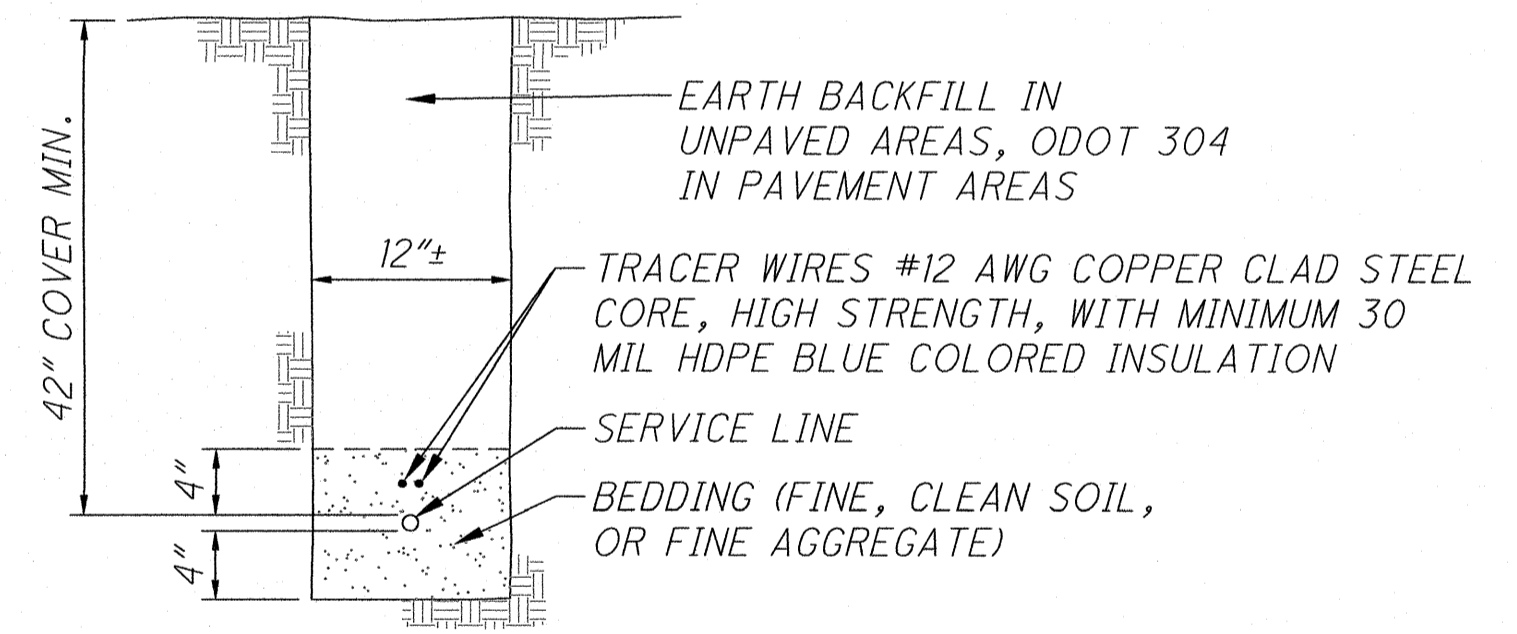 EARTH BACKFILL IN
UNPAVED AREAS, ODOT 304
IN PAVEMENT AREAS
42" COVER MIN.
12"±
TRACER WIRES #12 AWG COPPER CLAD STEEL
CORE, HIGH STRENGTH, WITH MINIMUM 30
MIL HDPE BLUE COLORED INSULATION
SERVICE LINE
4"
BEDDING (FINE, CLEAN SOIL,
OR FINE AGGREGATE)
4"